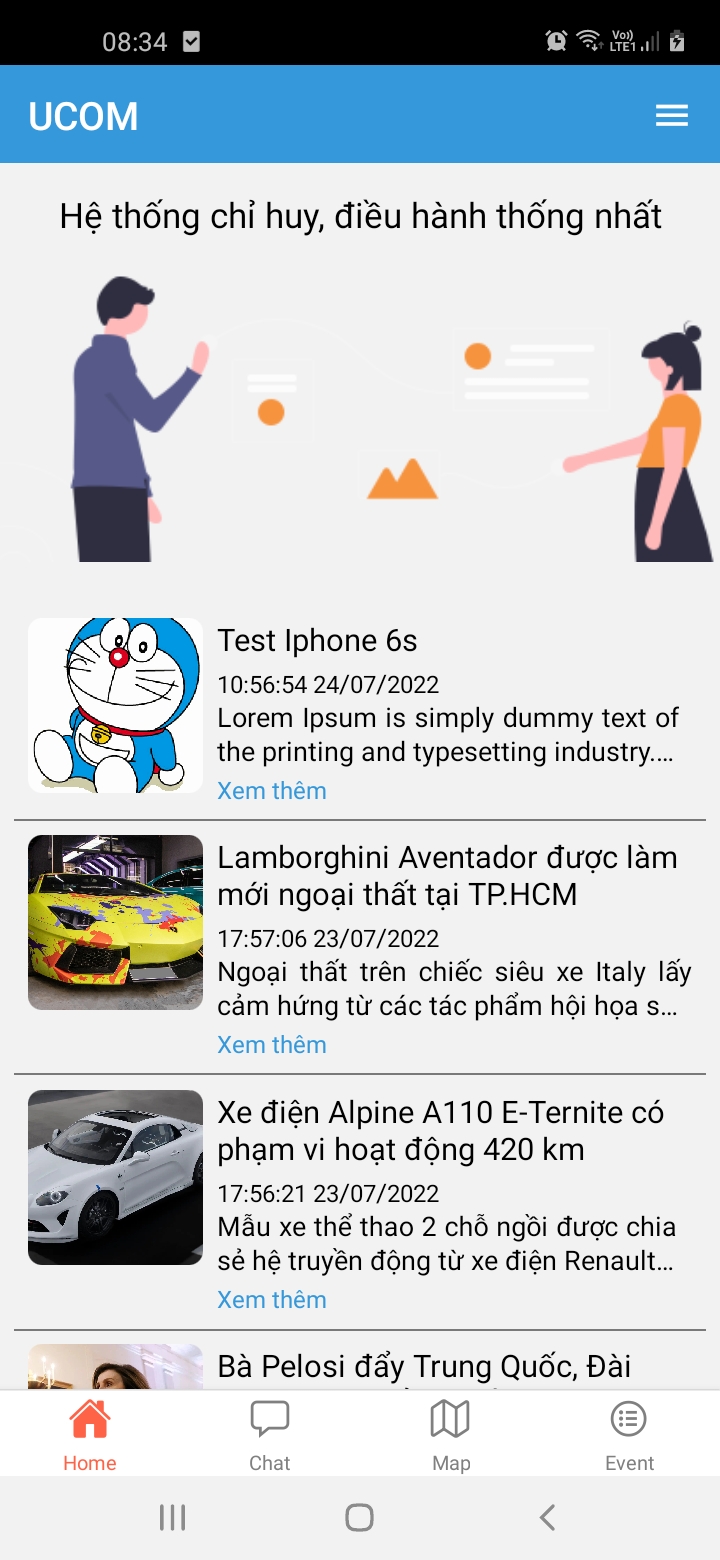 08:34
Vo))
LTE1
UCOM
Hệ thống chỉ huy, điều hành thống nhất
Test Iphone 6s
10:56:54 24/07/2022
Lorem Ipsum is simply dummy text of
the printing and typesetting industry....
Xem thêm
Lamborghini Aventador được làm
mới ngoại thất tại TP.HCM
17:57:06 23/07/2022
Ngoại thất trên chiếc siêu xe Italy lấy
cảm hứng từ các tác phẩm hội họa s...
Xem thêm
Xe điện Alpine A110 E-Ternite có
phạm vi hoạt động 420 km
17:56:21 23/07/2022
Mẫu xe thể thao 2 chỗ ngồi được chia
sẻ hệ truyền động từ xe điện Renault...
Xem thêm
Bà Pelosi đẩy Trung Quốc, Đài
Home
Chat
Map
Event